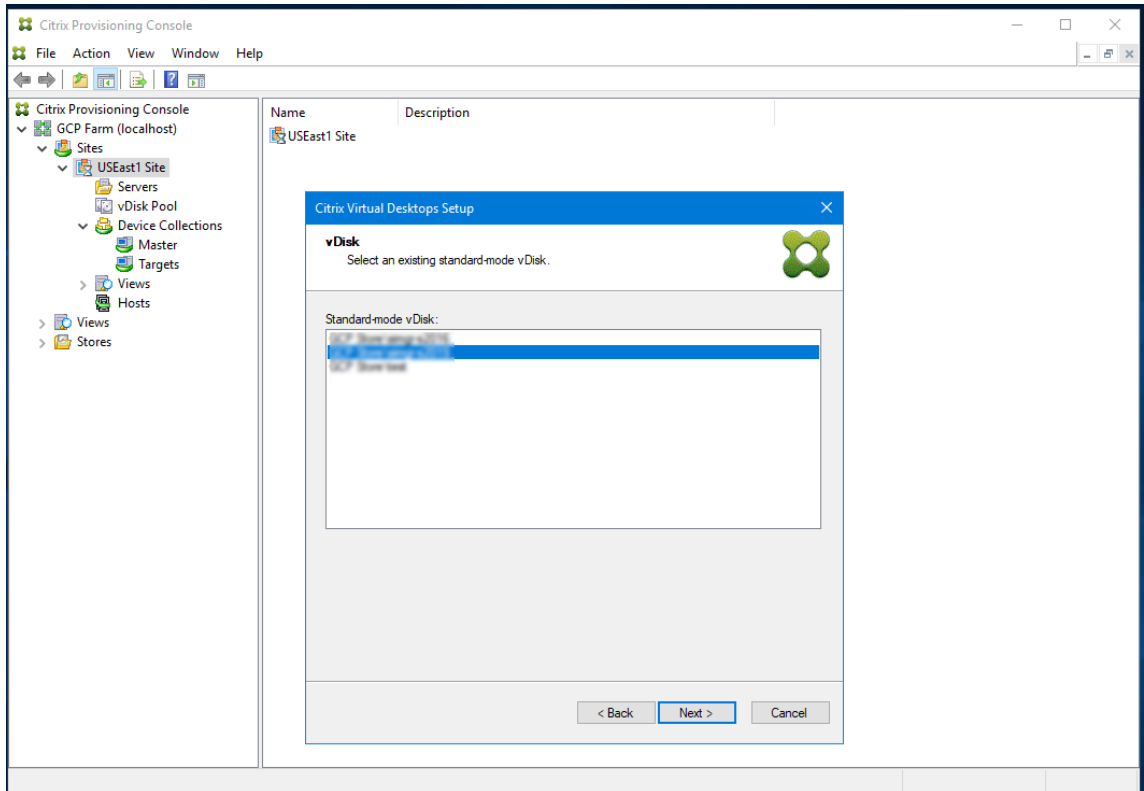 Citrix Provisioning Console
File Action View Window Help
Citrix Provisioning Console
GCP Farm (localhost)
Sites
USEast1 Site
Servers
vDisk Pool
Device Collections
Master
Targets
Views
Hosts
Views
Stores
Name Description
USEast1 Site
Citrix Virtual Desktops Setup
vDisk
Select an existing standard-mode vDisk.
Standard-mode vDisk:
< Back Next > Cancel